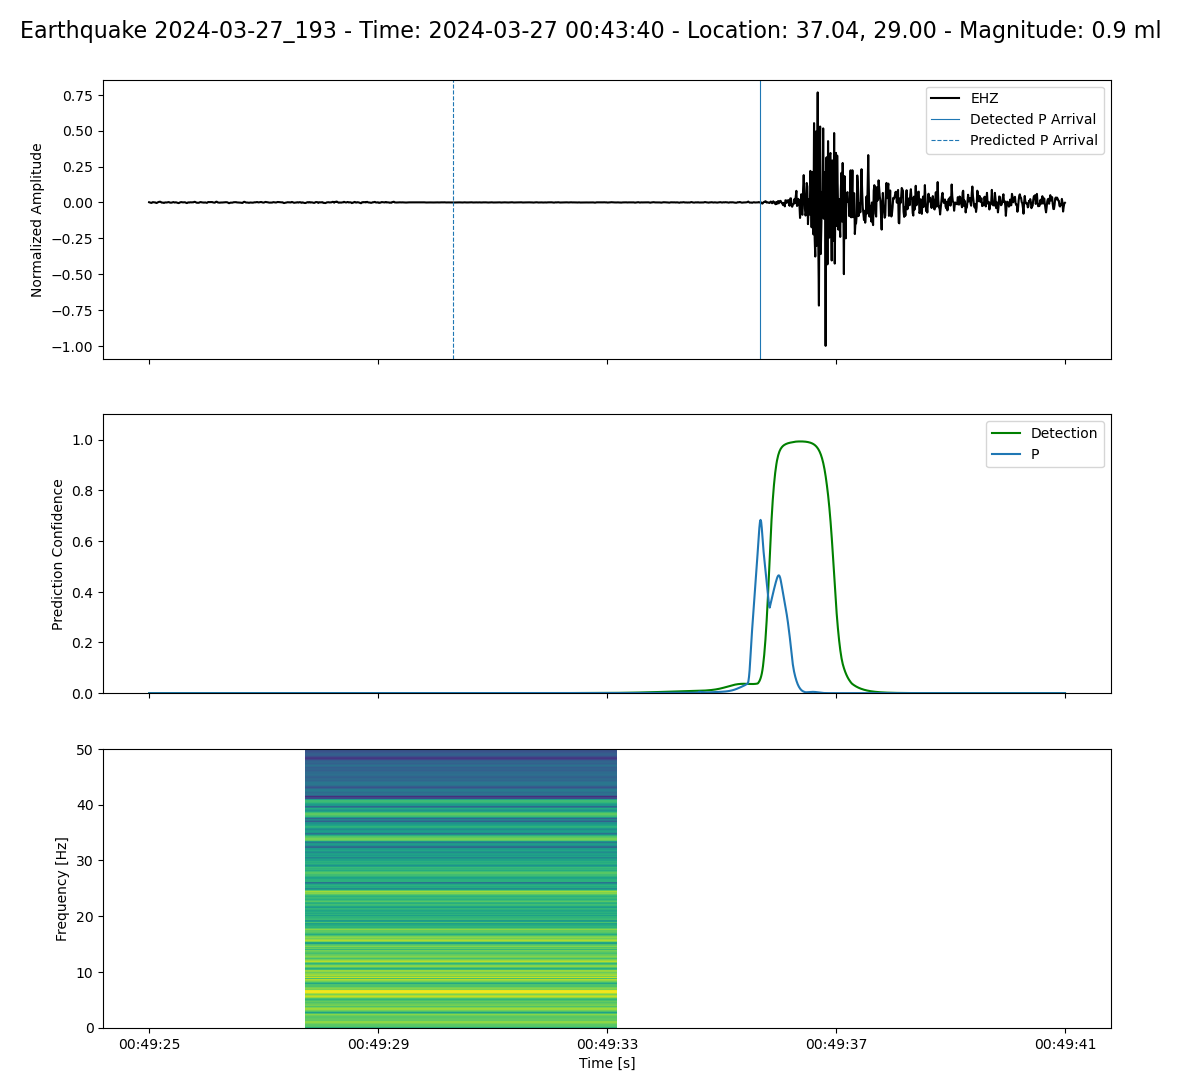 Earthquake 2024-03-27_193 - Time: 2024-03-27 00:43:40 - Location: 37.04, 29.00 - Magnitude: 0.9 ml
EHZ
Detected P Arrival
Predicted P Arrival
0.75
0.50
0.25
0.00
−0.25
−0.50
−0.75
−1.00
Normalized Amplitude
Detection
P
1.0
0.8
0.6
0.4
0.2
0.0
Prediction Confidence
50
40
30
20
10
0
Frequency [Hz]
00:49:25 00:49:29 00:49:33 00:49:37 00:49:41
Time [s]